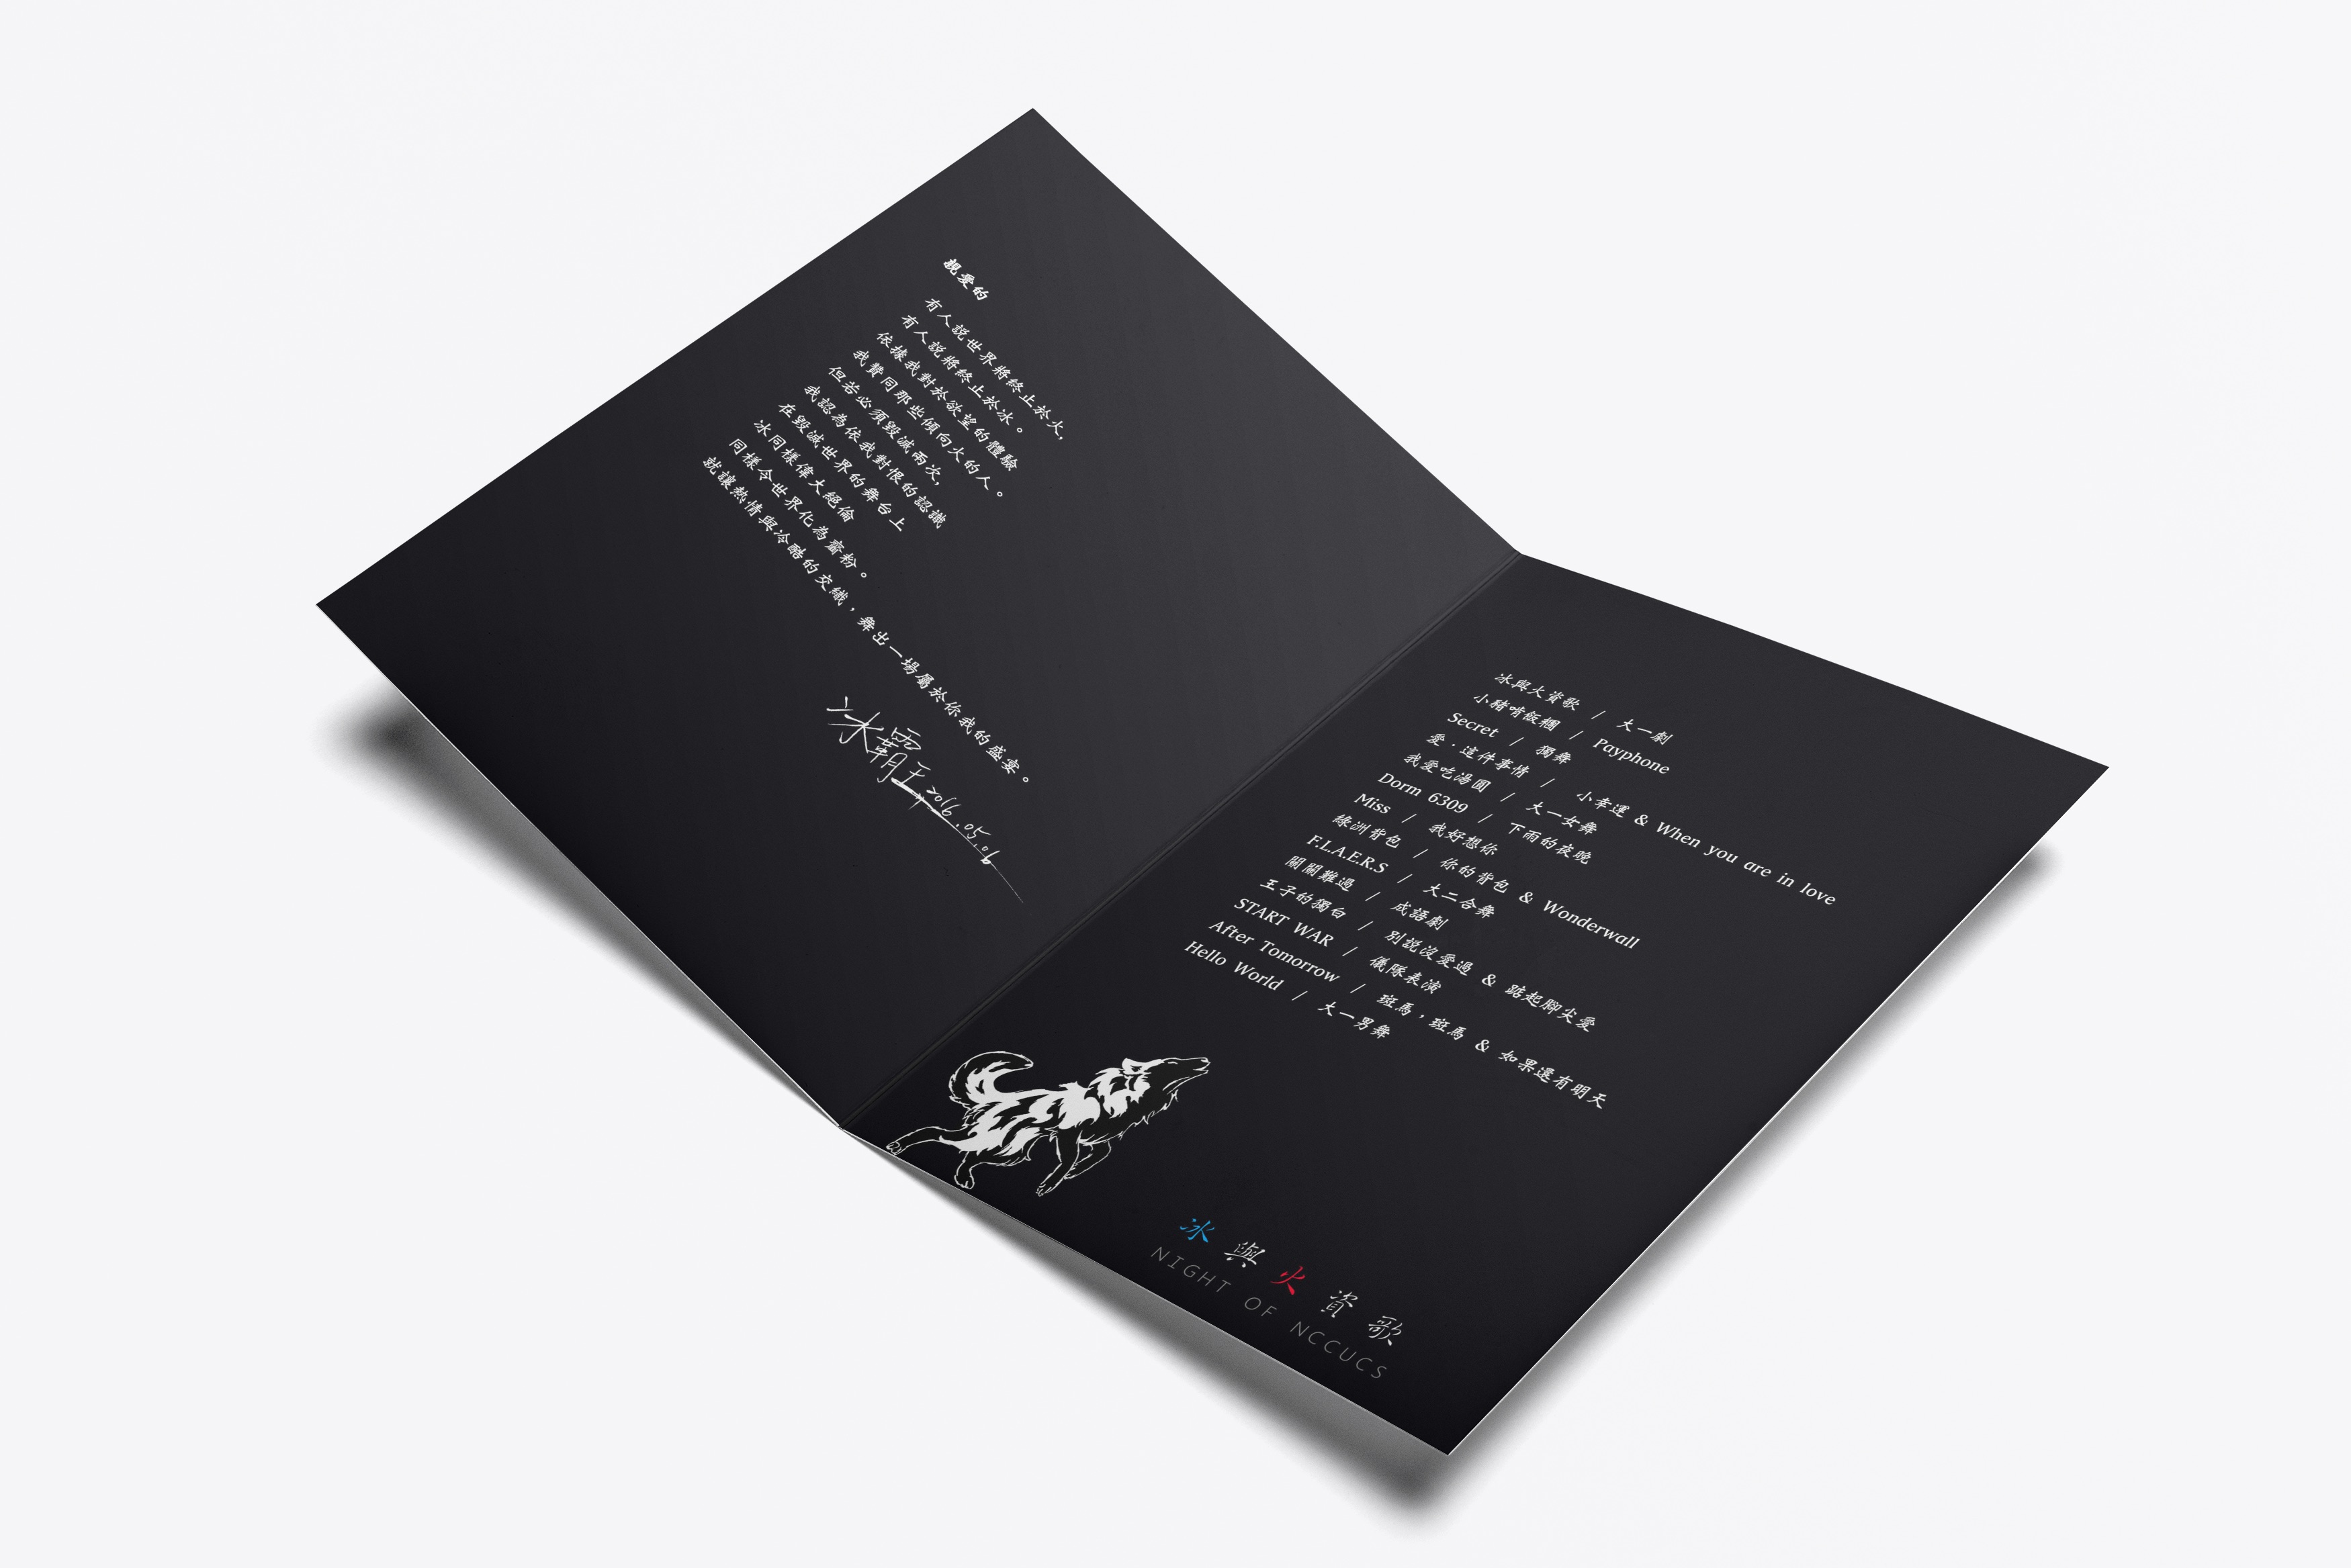 親愛的
有人說世界將終止於火,
有人說將終止於冰。
依據我對於欲望的體驗
我贊同那些傾向火的人。
但若必須毀滅兩次,
我認為依我對恨的認識
在毀滅世界的舞台上
冰同樣偉大絕倫
同樣令世界化為齏粉。
就讓熱情與冷酷的交織，舞出一場屬於你我的盛宴。
冰霸王 2016.05.06
冰與火資歌 / 大一劇
小豬啃飯糰 / Payphone
Secret / 獨舞
愛．這件事情 / 小幸運 & When you are in love
我愛吃湯圓 / 大一女舞
Dorm 6309 / 下雨的夜晚
Miss / 我好想你
綠洲背包 / 你的背包 & Wonderwall
F.L.A.E.R.S / 大二合舞
關關難過 / 成語劇
王子的獨白 / 別說沒愛過 & 踮起腳尖愛
START WAR / 儀隊表演
After Tomorrow / 斑馬，斑馬 & 如果還有明天
Hello World / 大一男舞
冰與火資歌
NIGHT OF NCCUCS